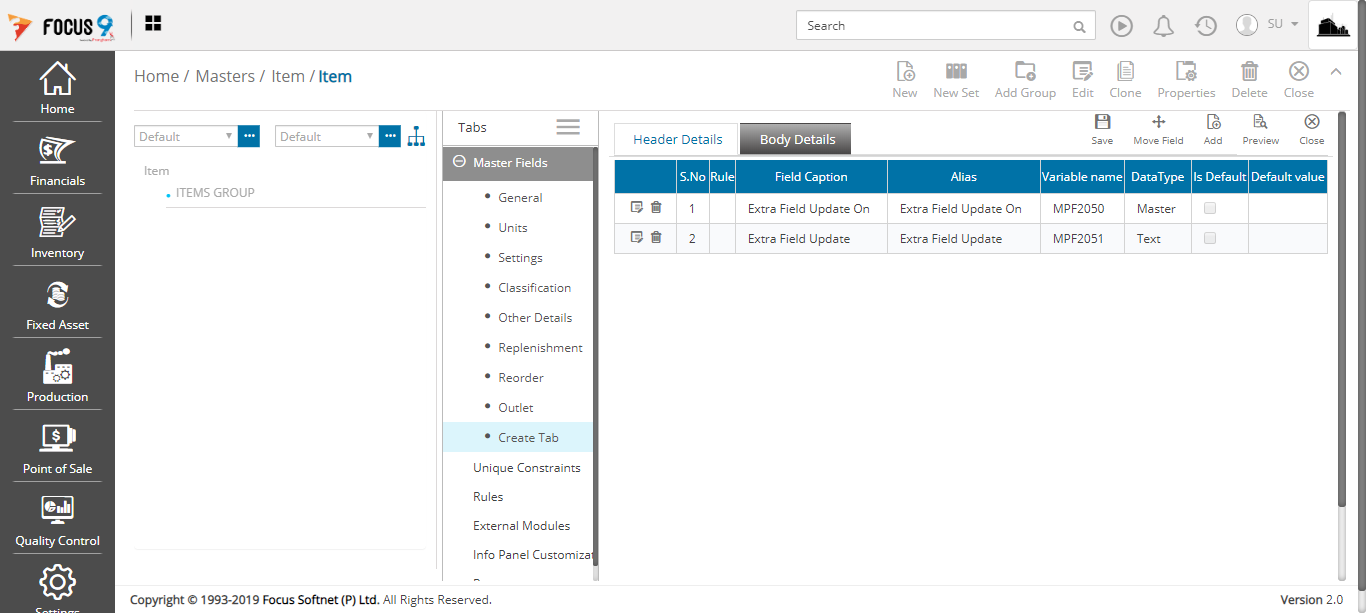 FOCUS 9
Search
SU
Home / Masters / Item / Item
New
New Set
Add Group
Edit
Clone
Properties
Delete
Close
Home
Financials
Inventory
Fixed Asset
Production
Point of Sale
Quality Control
Settings
Default
Default
Item
ITEMS GROUP
Tabs
Master Fields
General
Units
Settings
Classification
Other Details
Replenishment
Reorder
Outlet
Create Tab
Unique Constraints
Rules
External Modules
Info Panel Customizat
Header Details
Body Details
Save
Move Field
Add
Preview
Close
S.No Rule Field Caption Alias Variable name DataType Is Default Default value
1 Extra Field Update On Extra Field Update On MPF2050 Master
2 Extra Field Update Extra Field Update MPF2051 Text
Copyright © 1993-2019 Focus Softnet (P) Ltd. All Rights Reserved.
Version 2.0